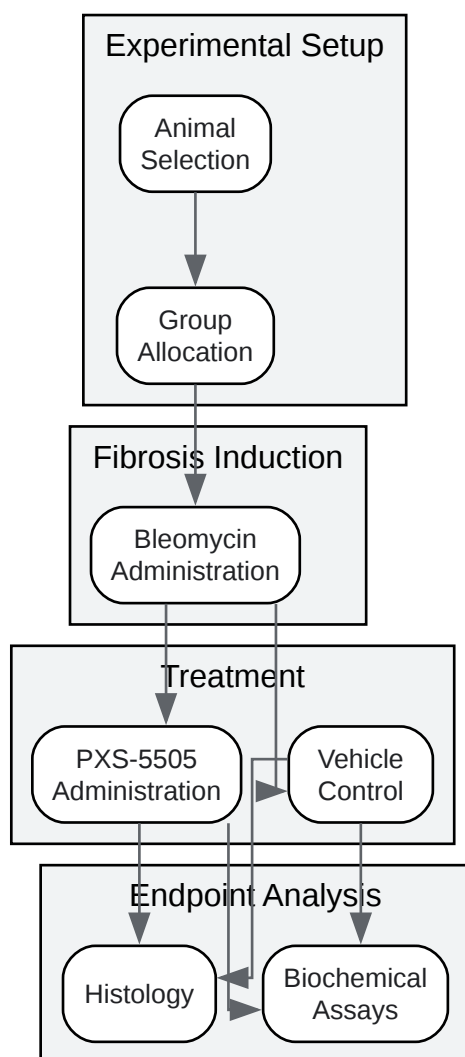 Experimental Setup
Animal
Selection
Group
Allocation
Fibrosis Induction
Bleomycin
Administration
Treatment
PXS-5505
Administration
Vehicle
Control
Endpoint Analysis
Histology
Biochemical
Assays